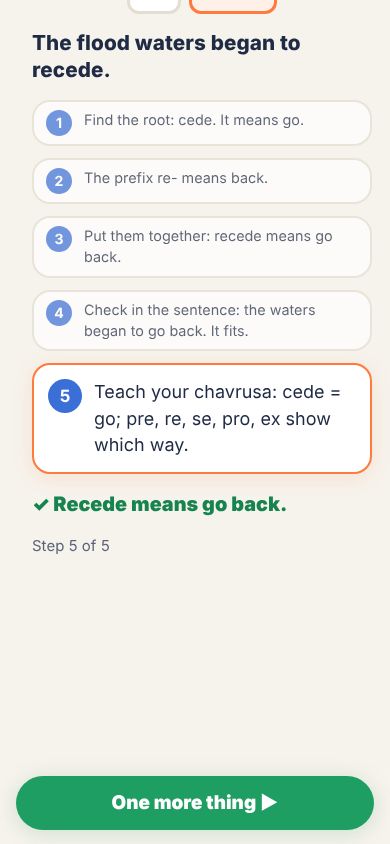 The flood waters began to
recede.
1 Find the root: cede. It means go.
2 The prefix re- means back.
3 Put them together: recede means go
back.
4 Check in the sentence: the waters
began to go back. It fits.
5 Teach your chavrusa: cede =
go; pre, re, se, pro, ex show
which way.
✓ Recede means go back.
Step 5 of 5
One more thing ▶